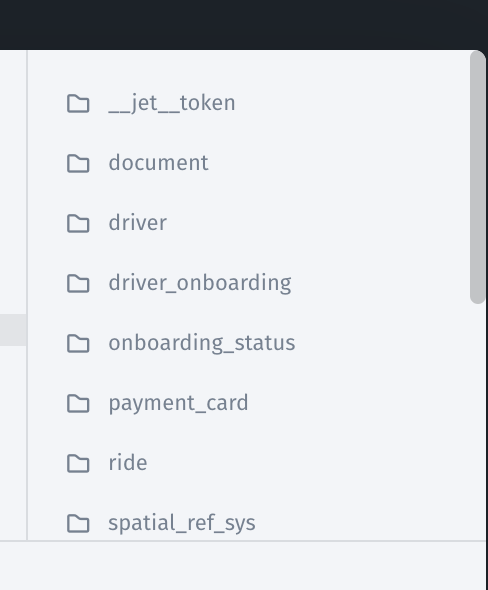 __jet__token
document
driver
driver_onboarding
onboarding_status
payment_card
ride
spatial_ref_sys